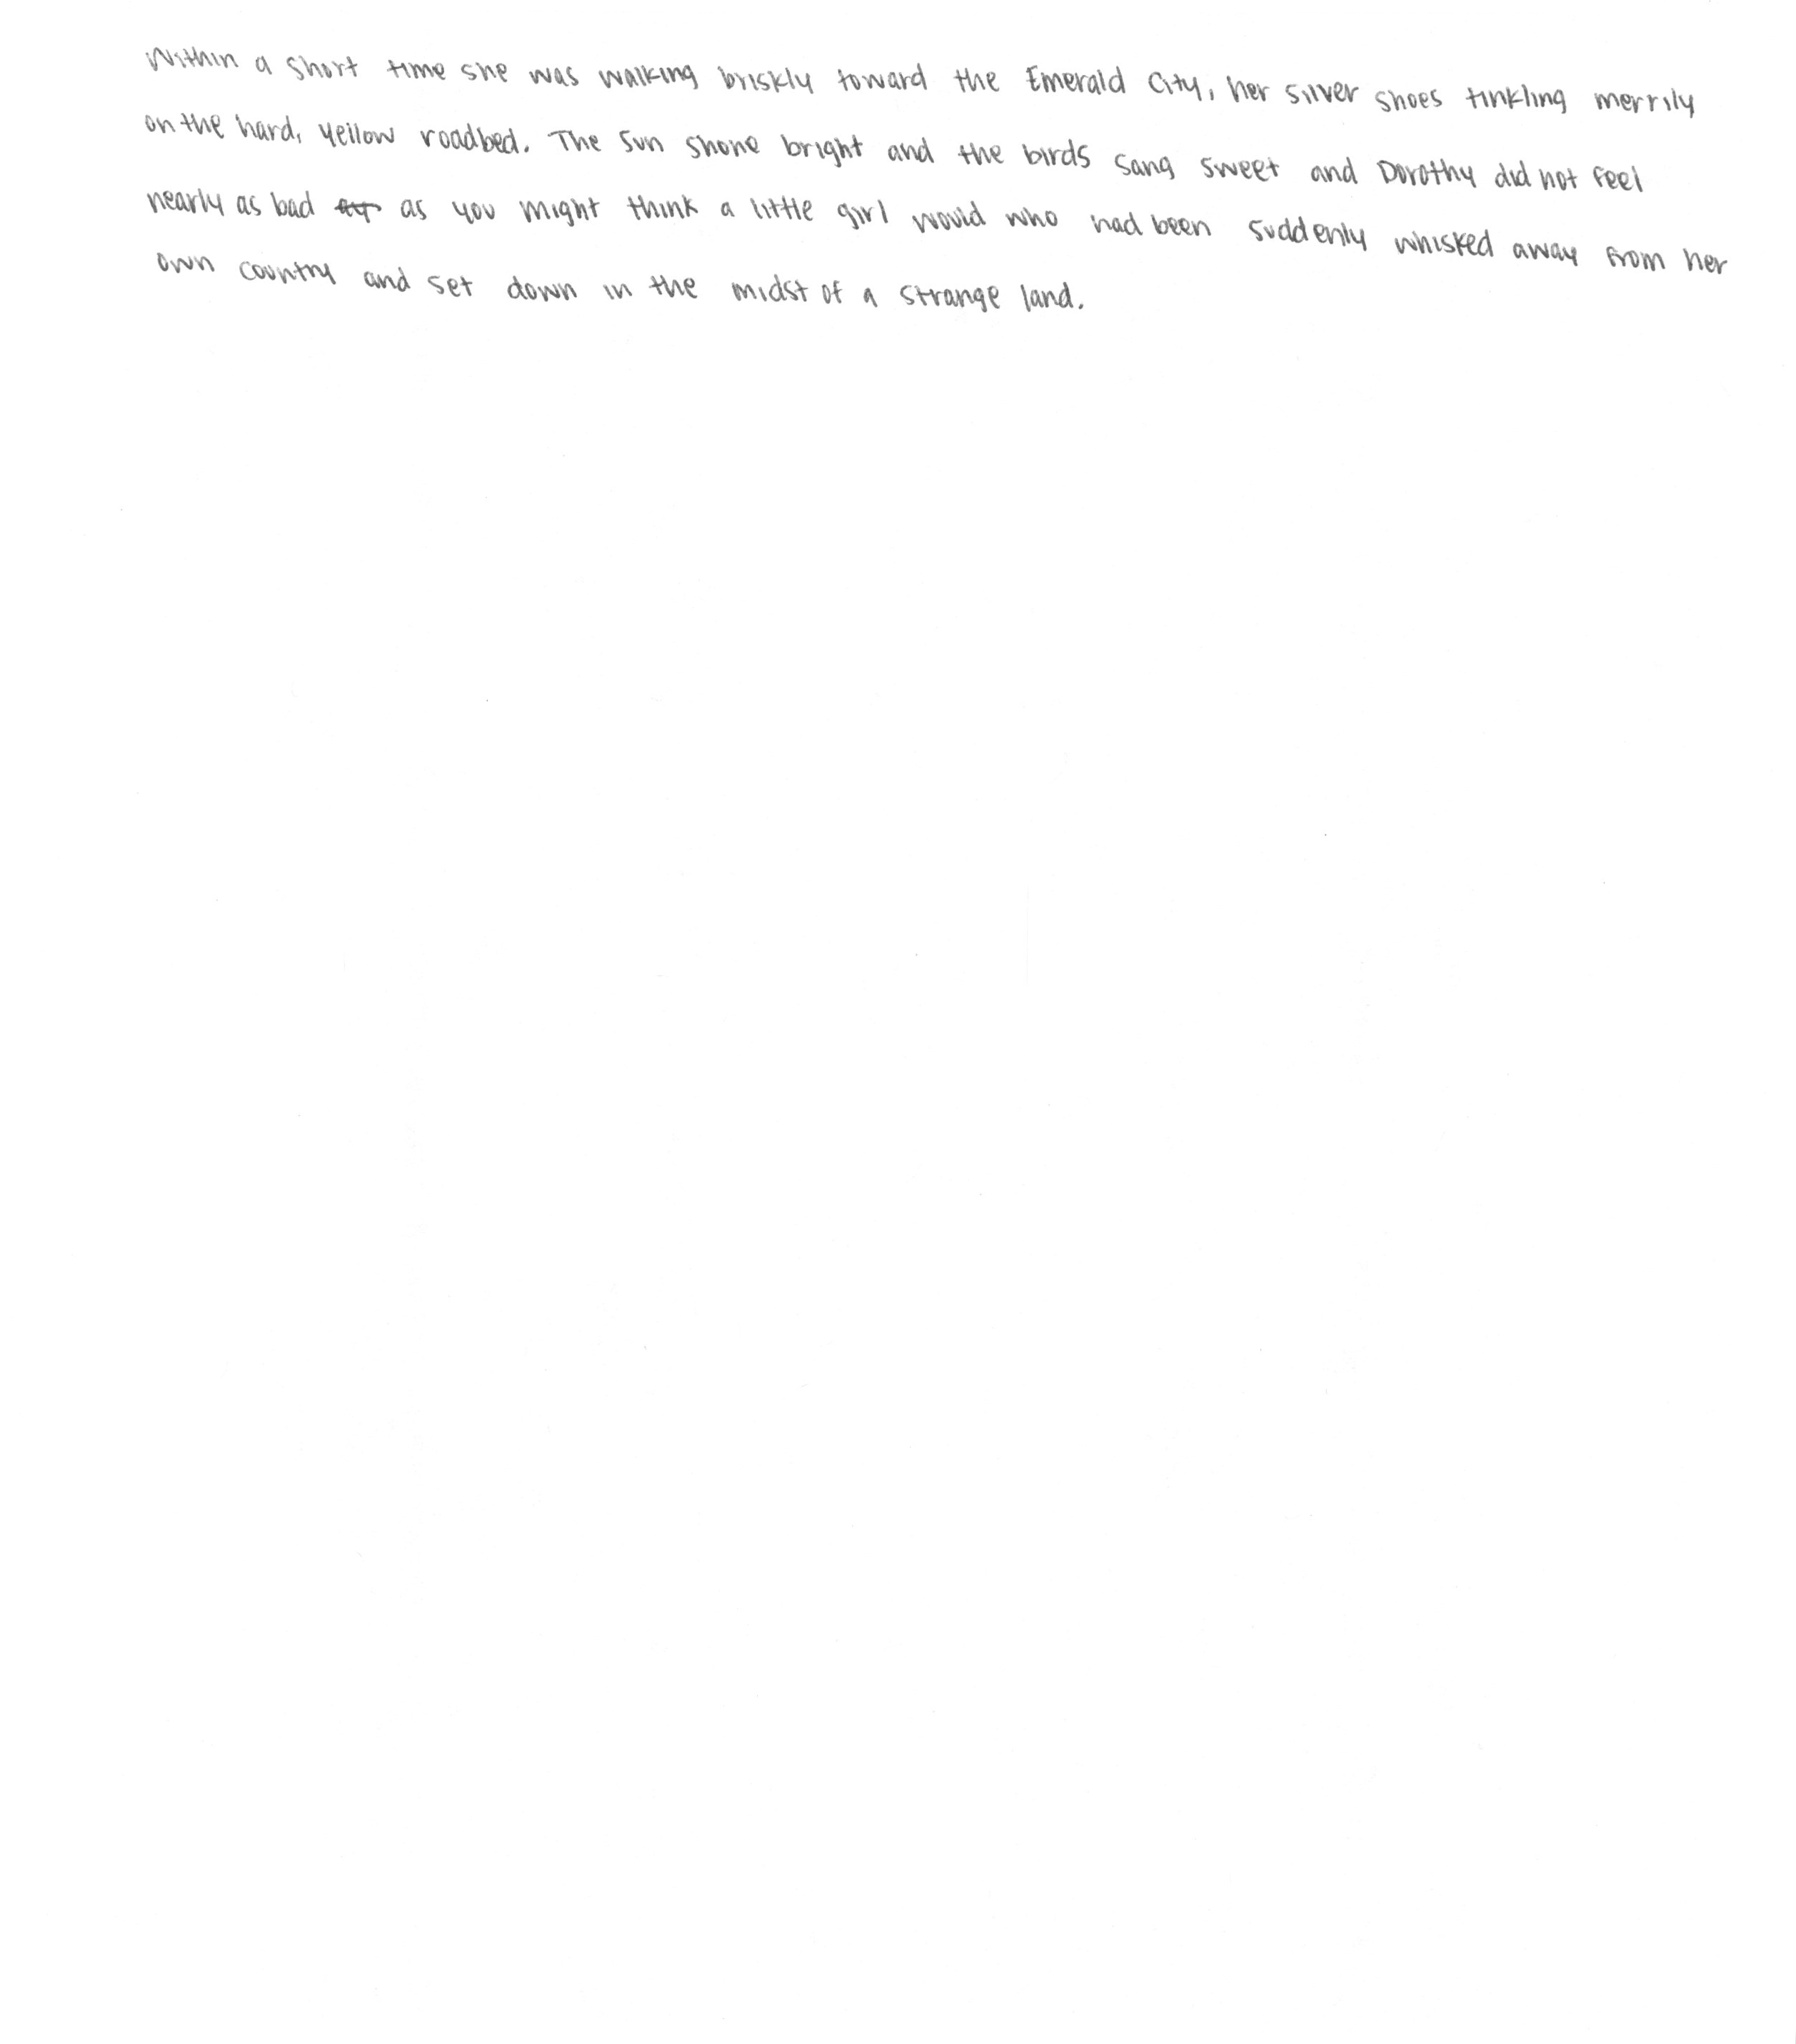 Within a short time she was walking briskly toward the Emerald City, her silver shoes tinkling merrily
on the hard, yellow roadbed. The sun shone bright and the birds sang sweet and Dorothy did not feel
nearly as bad as you might think a little girl would who had been suddenly whisked away from her
own country and set down in the midst of a strange land.